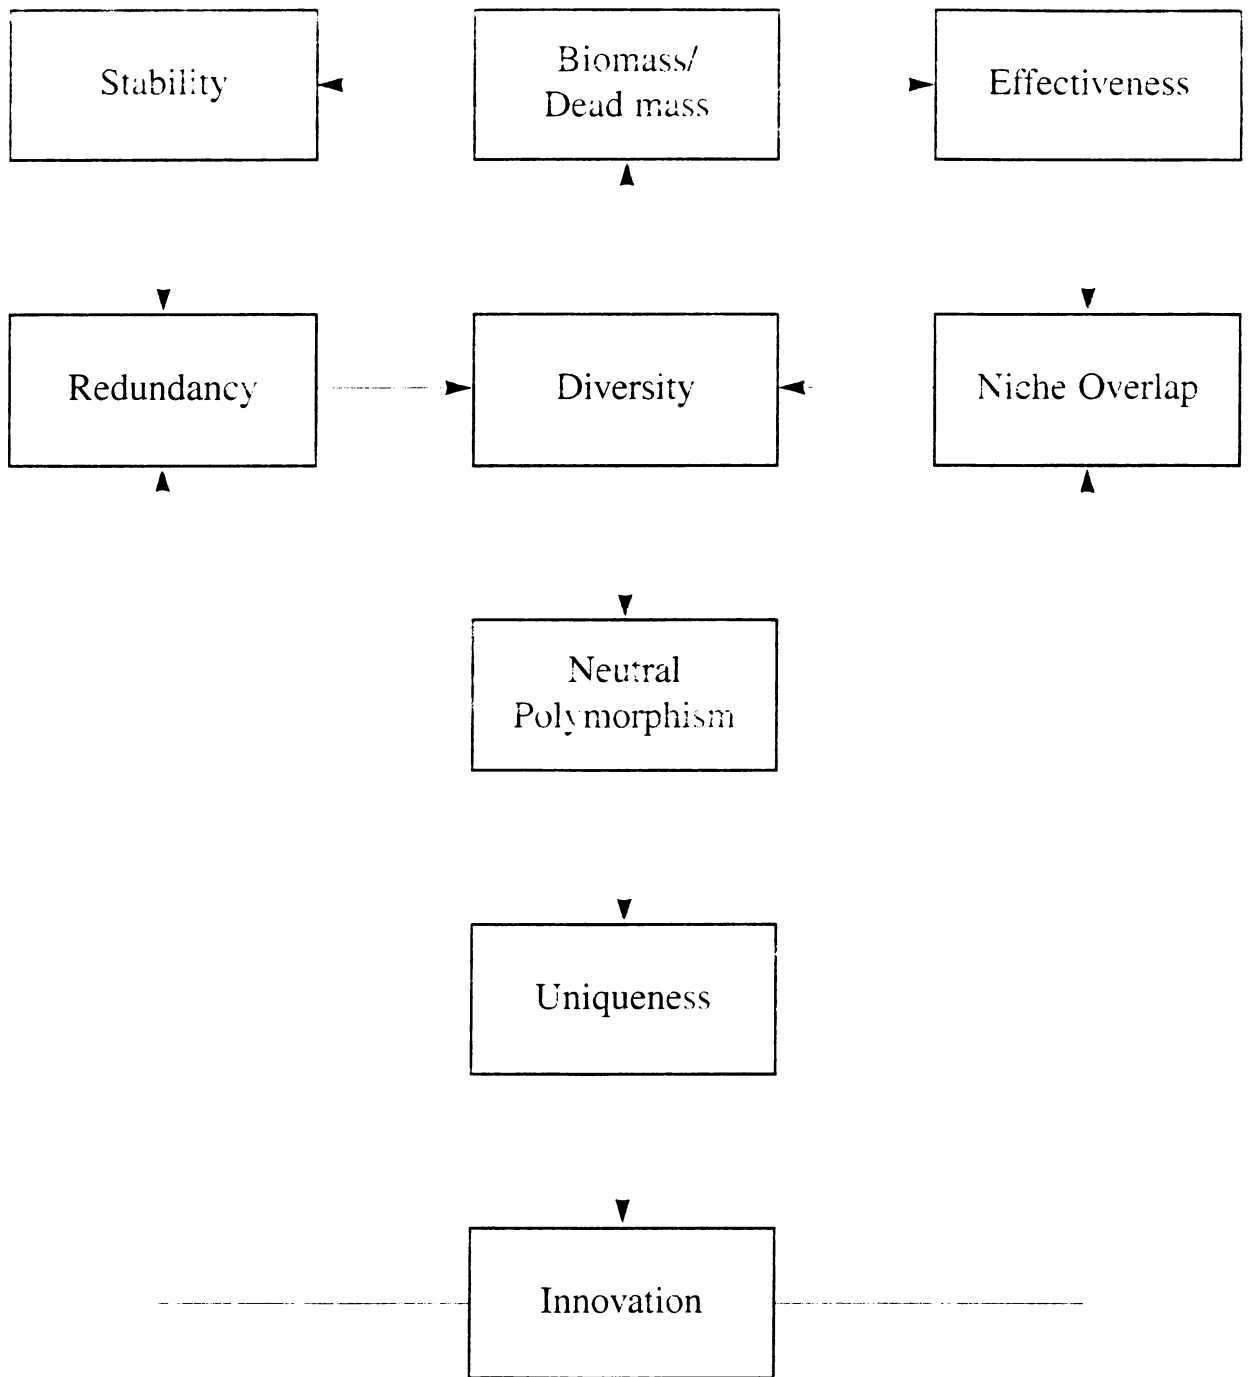 Stability
Biomass/
Dead mass
Effectiveness
Redundancy
Diversity
Niche Overlap
Neutral
Polymorphism
Uniqueness
Innovation